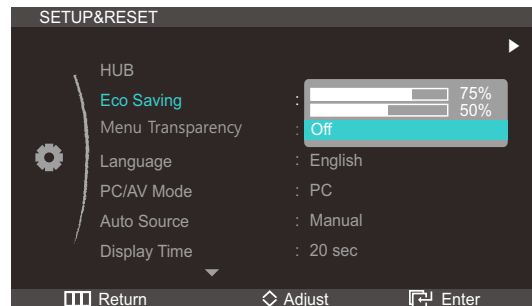 SETUP&RESET
HUB
Eco Saving : 75%
50%
Menu Transparency : Off
Language : English
PC/AV Mode : PC
Auto Source : Manual
Display Time : 20 sec
Return Adjust Enter